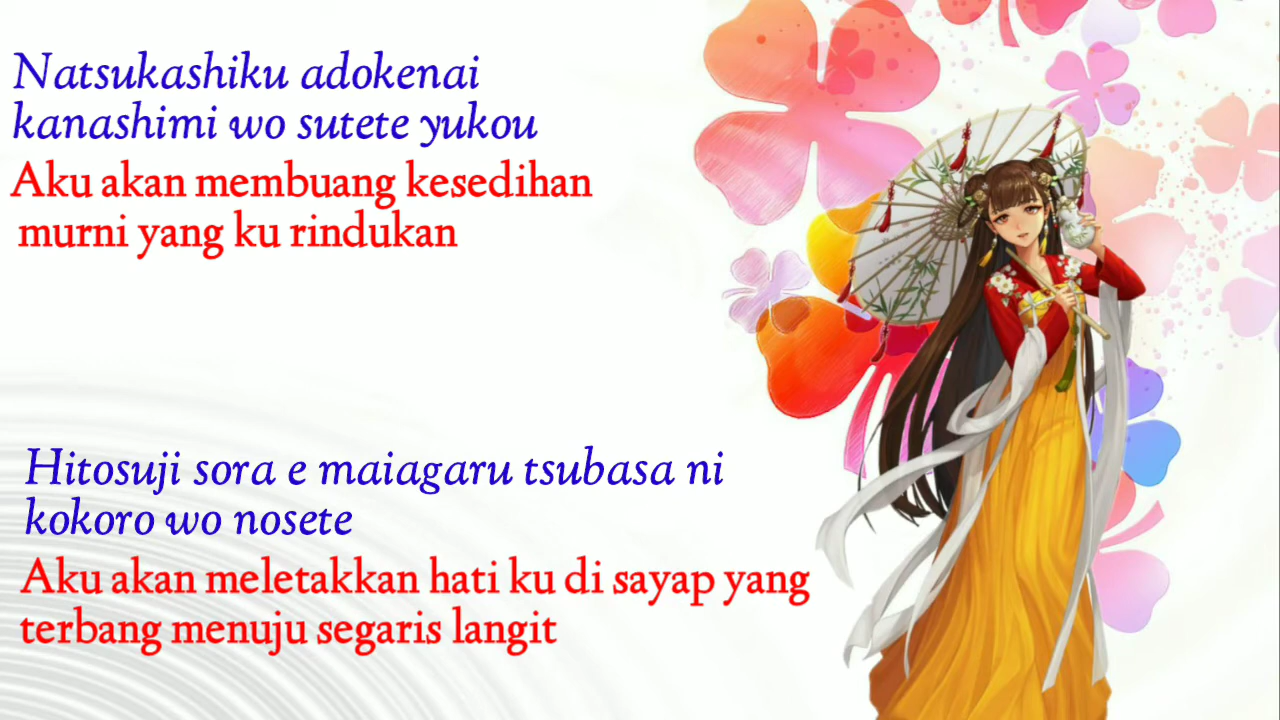 Natsukashiku adokenai
kanashimi wo sutete yukou
Aku akan membuang kesedihan
murni yang ku rindukan
Hitosuji sora e maiagaru tsubasa ni
kokoro wo nosete
Aku akan meletakkan hati ku di sayap yang
terbang menuju segaris langit